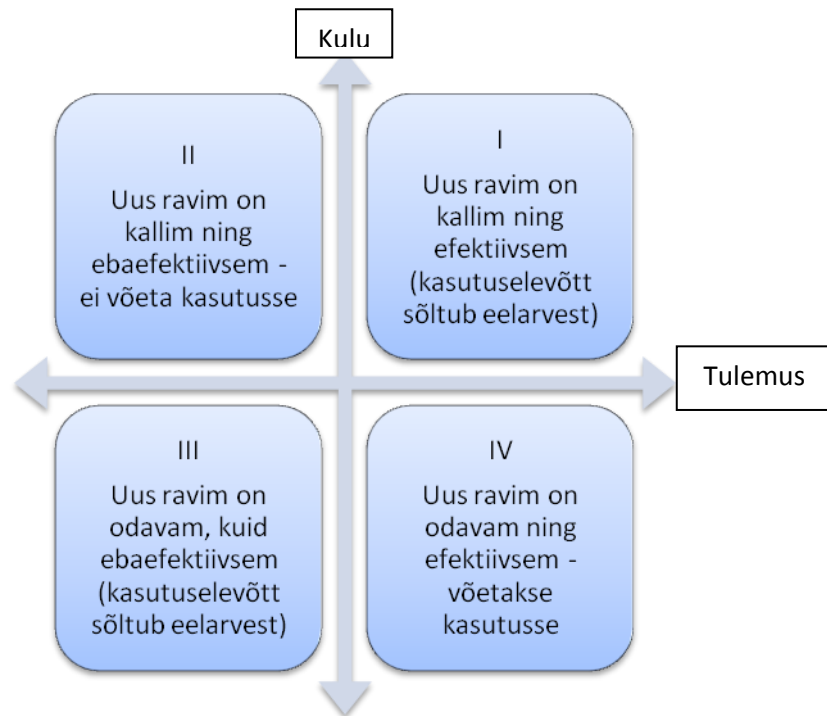 Kulu
II
Uus ravim on
kallim ning
ebaefektiivsem -
ei võeta kasutusse
I
Uus ravim on
kallim ning
efektiivsem
(kasutuselevõtt
sõltub eelarvest)
Tulemus
III
Uus ravim on
odavam, kuid
ebaefektiivsem
(kasutuselevõtt
sõltub eelarvest)
IV
Uus ravim on
odavam ning
efektiivsem -
võetakse
kasutusse